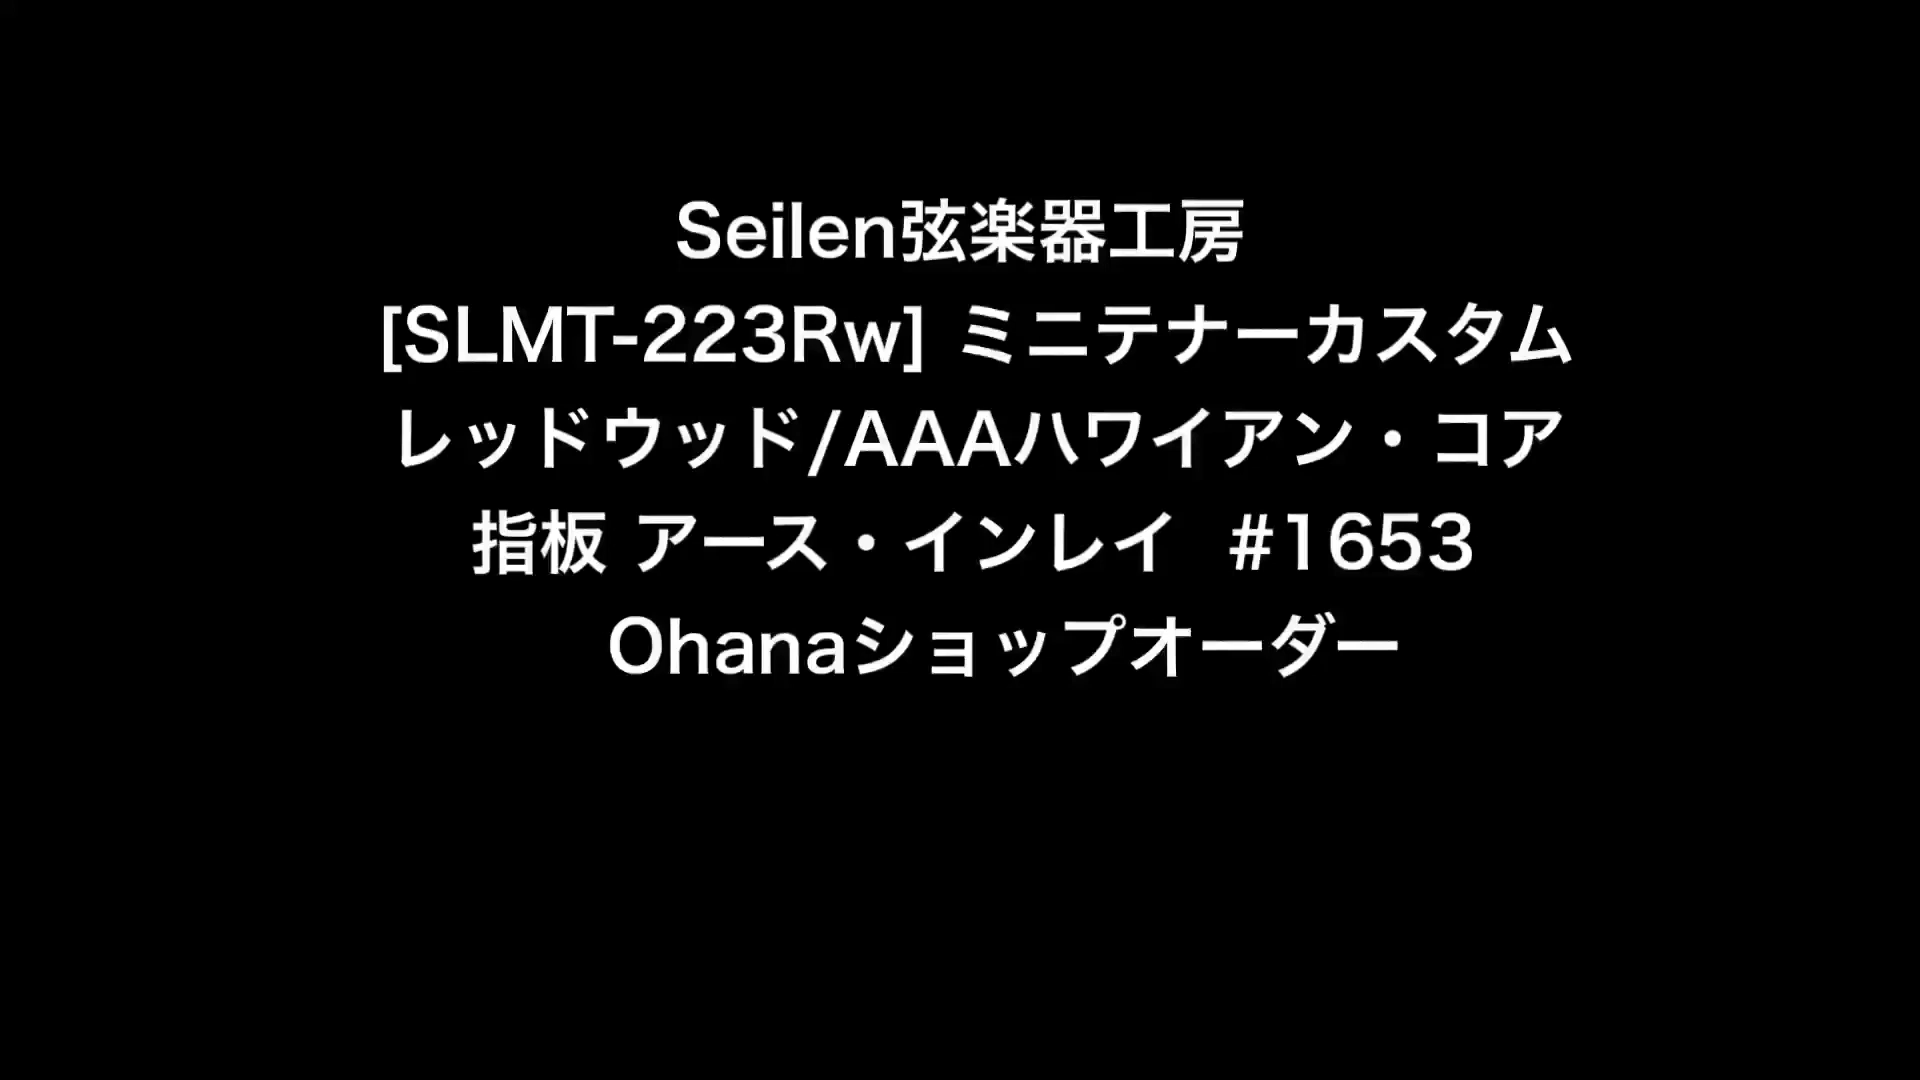 Seilen弦楽器工房
[SLMT-223Rw] ミニテナーカスタム
レッドウッド/AAAハワイアン・コア
指板 アース・インレイ  #1653
Ohanaショップオーダー